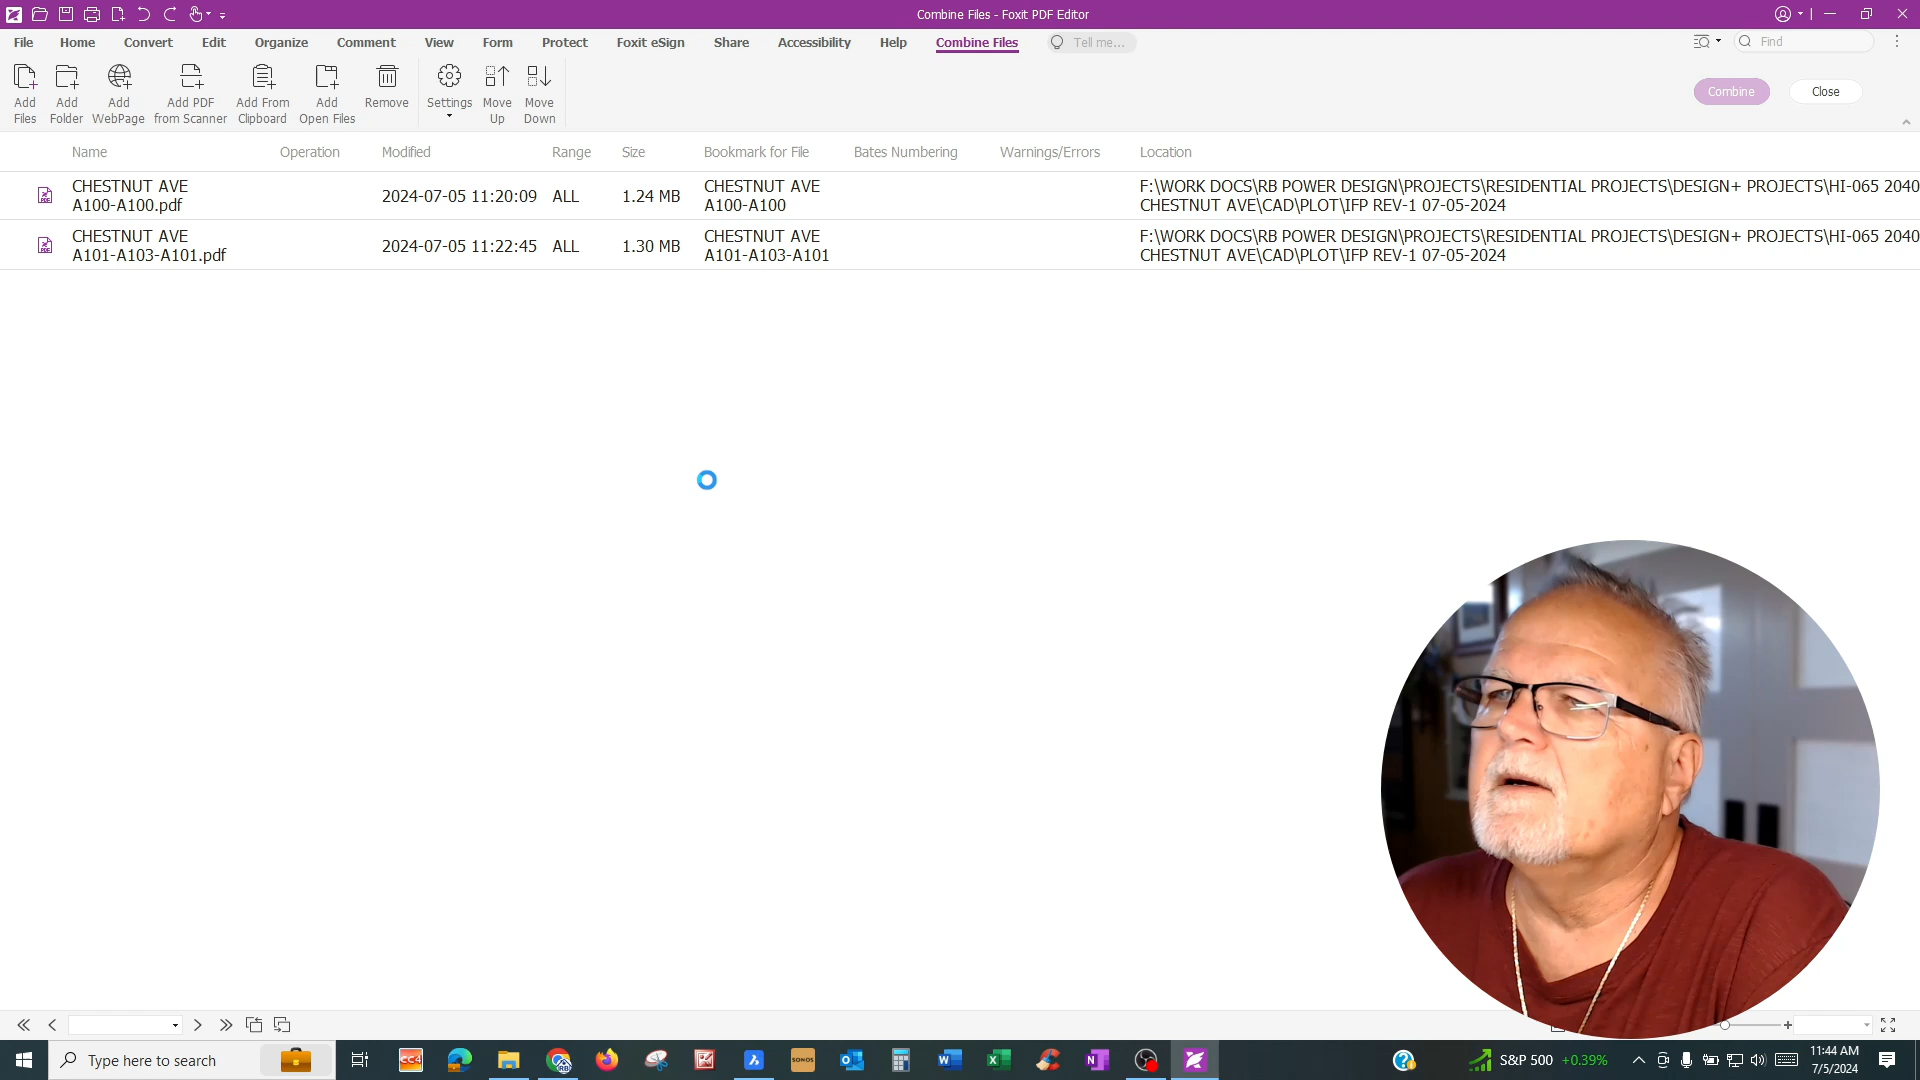 Combine Files - Foxit PDF Editor
File Home Convert Edit Organize Comment View Form Protect Foxit eSign Share Accessibility Help Combine Files Tell me... Find
Add Files
Add Folder
Add WebPage
Add PDF from Scanner
Add From Clipboard
Add Open Files
Remove
Settings
Move Up
Move Down
Combine
Close
Name Operation Modified Range Size Bookmark for File Bates Numbering Warnings/Errors Location
CHESTNUT AVE CHESTNUT AVE F:\WORK DOCS\RB POWER DESIGN\PROJECTS\RESIDENTIAL PROJECTS\DESIGN+ PROJECTS\HI-065 2040
A100-A100.pdf 2024-07-05 11:20:09 ALL 1.24 MB A100-A100 CHESTNUT AVE\CAD\PLOT\IFP REV-1 07-05-2024
CHESTNUT AVE CHESTNUT AVE F:\WORK DOCS\RB POWER DESIGN\PROJECTS\RESIDENTIAL PROJECTS\DESIGN+ PROJECTS\HI-065 2040
A101-A103-A101.pdf 2024-07-05 11:22:45 ALL 1.30 MB A101-A103-A101 CHESTNUT AVE\CAD\PLOT\IFP REV-1 07-05-2024
Type here to search
CC4
RB
SONOS
S&P 500 +0.39%
11:44 AM
7/5/2024